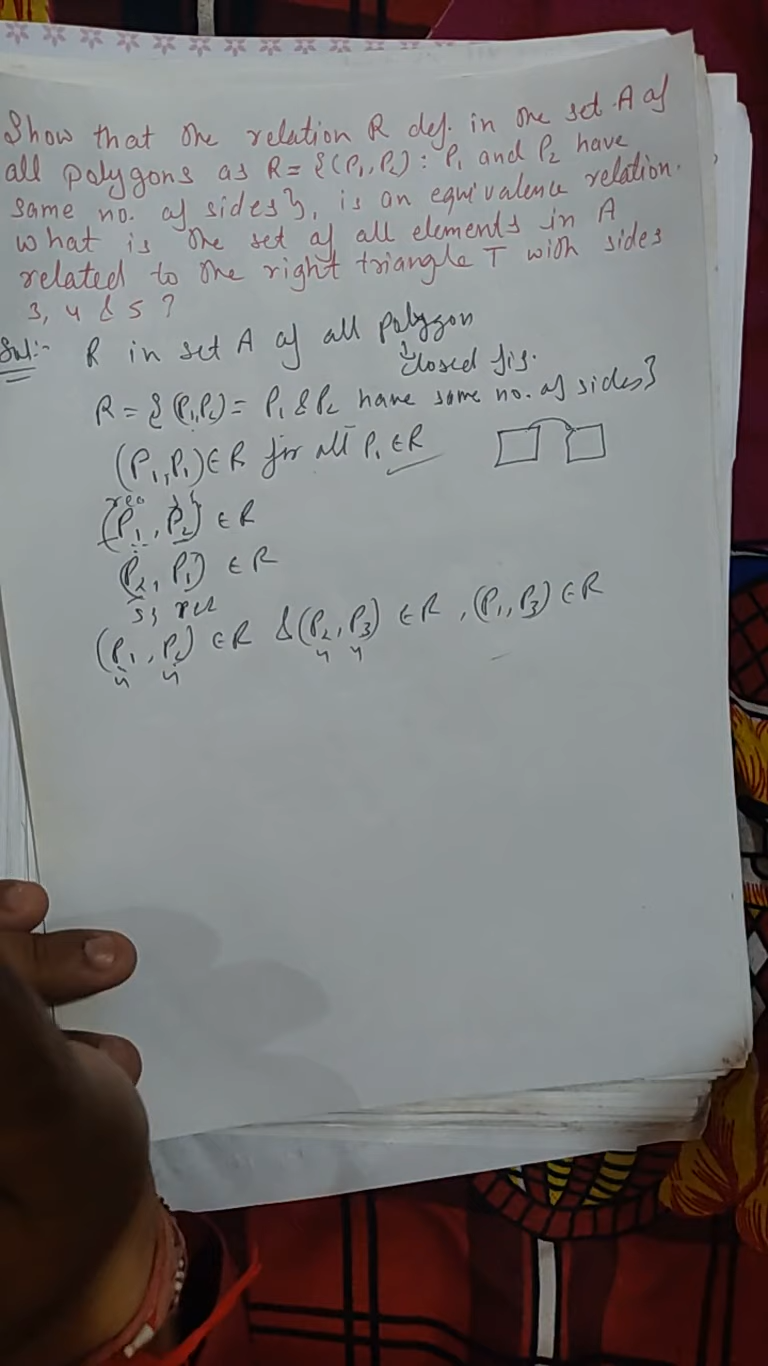 Show that the relation R def. in the set A of
all polygons as R = {(P₁, P₂) : P₁ and P₂ have
same no. of sides}, is an equivalence relation.
what is the set of all elements in A
related to the right triangle T with sides
3, 4 & 5 ?
Sol:- R in set A of all polygon
closed fig.
R = {(P₁, P₂) = P₁ & P₂ have same no. of sides}
(P₁, P₁) ∈ R for all P₁ ∈ R
(P₁, P₂) ∈ R
(P₂, P₁) ∈ R
(P₁, P₂) ∈ R & (P₂, P₃) ∈ R , (P₁, P₃) ∈ R
4 4 4 4